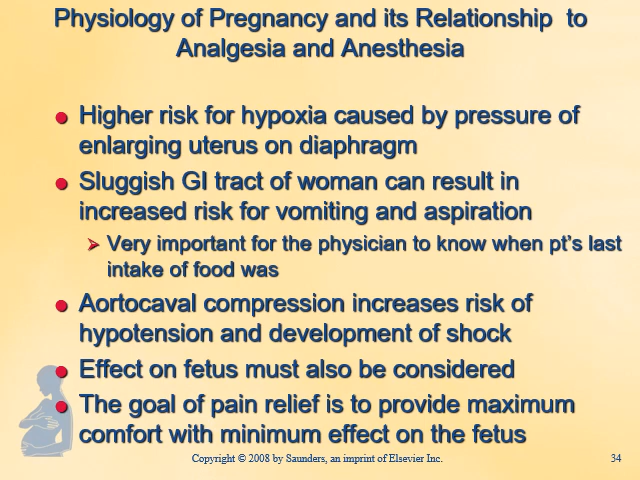 Physiology of Pregnancy and its Relationship to
Analgesia and Anesthesia
Higher risk for hypoxia caused by pressure of
enlarging uterus on diaphragm
Sluggish GI tract of woman can result in
increased risk for vomiting and aspiration
Very important for the physician to know when pt's last
intake of food was
Aortocaval compression increases risk of
hypotension and development of shock
Effect on fetus must also be considered
The goal of pain relief is to provide maximum
comfort with minimum effect on the fetus
Copyright © 2008 by Saunders, an imprint of Elsevier Inc.
34